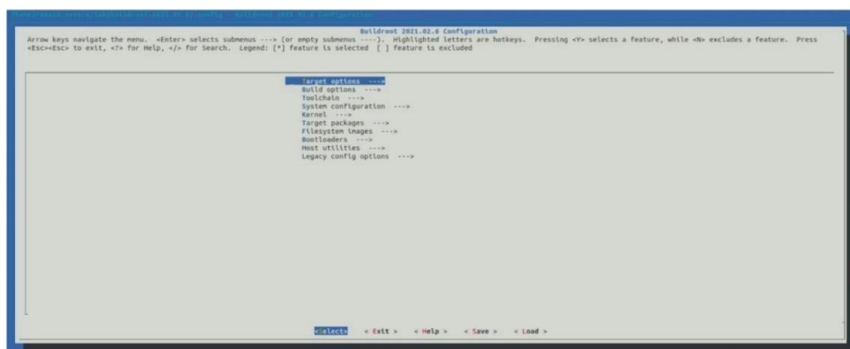 Buildroot 2021.02.6 Configuration
Arrow keys navigate the menu. <Enter> selects submenus ---> (or empty submenus ----). Highlighted letters are hotkeys. Pressing <Y> selects a feature, while <N> excludes a feature. Press
<Esc><Esc> to exit, <?> for Help, </> for Search. Legend: [*] feature is selected [ ] feature is excluded
Target options --->
Build options --->
Toolchain --->
System configuration --->
Kernel --->
Target packages --->
Filesystem images --->
Bootloaders --->
Host utilities --->
Legacy config options --->
<Select> < Exit > < Help > < Save > < Load >